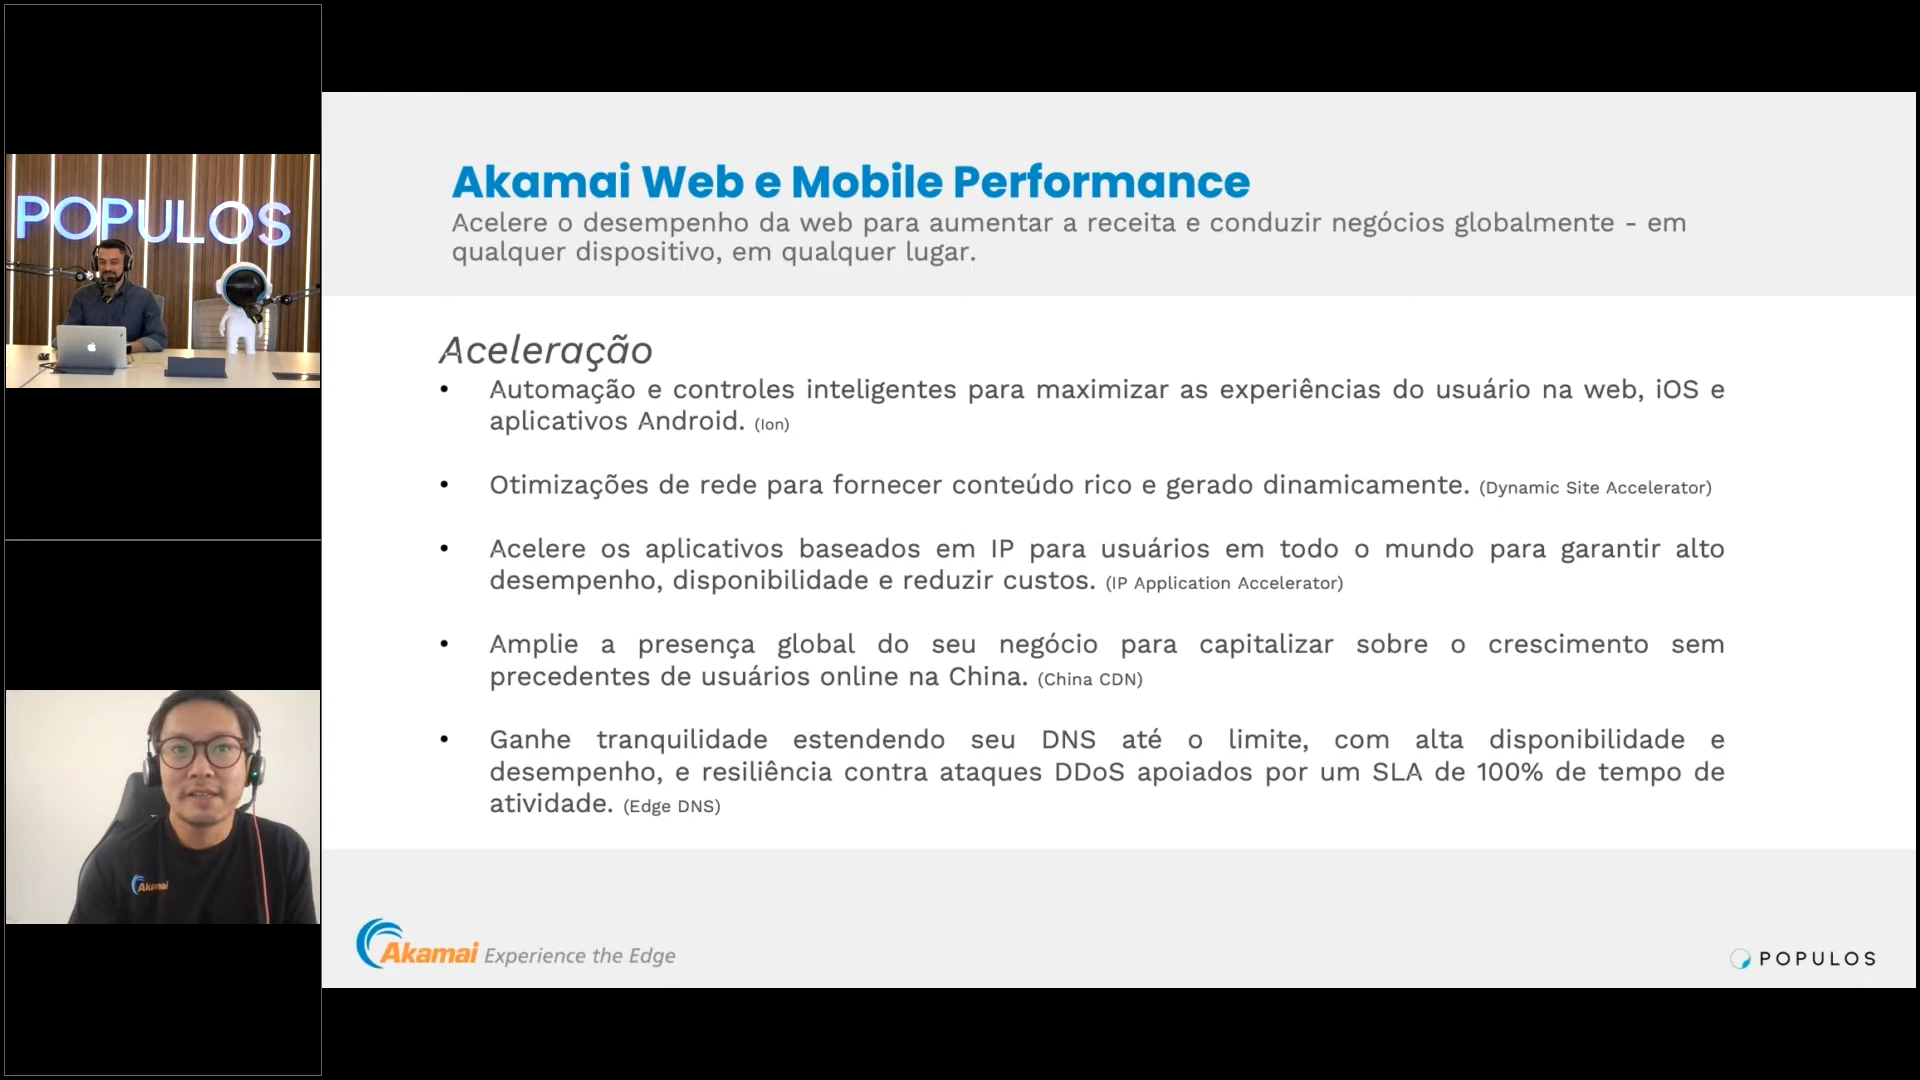 POPULOS
Akamai
Akamai Web e Mobile Performance
Acelere o desempenho da web para aumentar a receita e conduzir negócios globalmente - em
qualquer dispositivo, em qualquer lugar.
Aceleração
• Automação e controles inteligentes para maximizar as experiências do usuário na web, iOS e
aplicativos Android. (Ion)
• Otimizações de rede para fornecer conteúdo rico e gerado dinamicamente. (Dynamic Site Accelerator)
• Acelere os aplicativos baseados em IP para usuários em todo o mundo para garantir alto
desempenho, disponibilidade e reduzir custos. (IP Application Accelerator)
• Amplie a presença global do seu negócio para capitalizar sobre o crescimento sem
precedentes de usuários online na China. (China CDN)
• Ganhe tranquilidade estendendo seu DNS até o limite, com alta disponibilidade e
desempenho, e resiliência contra ataques DDoS apoiados por um SLA de 100% de tempo de
atividade. (Edge DNS)
Akamai Experience the Edge
POPULOS